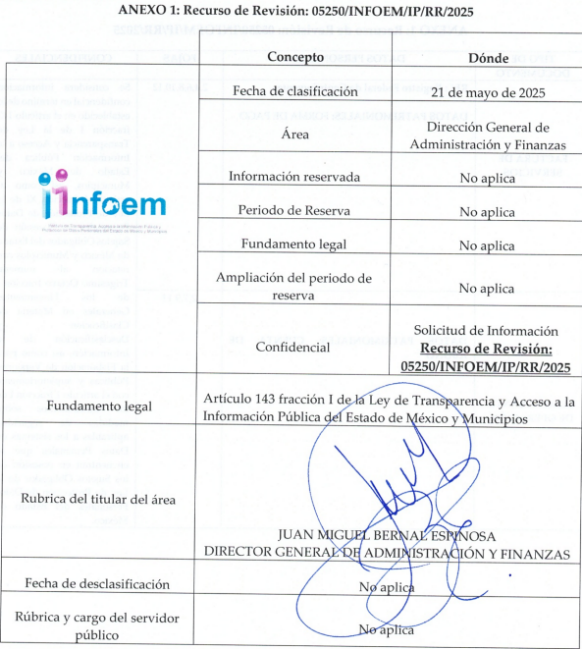 ANEXO 1: Recurso de Revisión: 05250/INFOEM/IP/RR/2025
Concepto
Dónde
Fecha de clasificación
21 de mayo de 2025
Área
Dirección General de
Administración y Finanzas
Información reservada
No aplica
Periodo de Reserva
No aplica
Fundamento legal
No aplica
Ampliación del periodo de
reserva
No aplica
infoem
Confidencial
Solicitud de Información
Recurso de Revisión:
05250/INFOEM/IP/RR/2025
Fundamento legal
Artículo 143 fracción I de la Ley de Transparencia y Acceso a la
Información Pública del Estado de México y Municipios
Rubrica del titular del área
JUAN MIGUEL BERNAL ESPINOSA
DIRECTOR GENERAL DE ADMINISTRACIÓN Y FINANZAS
Fecha de desclasificación
No aplica
Rúbrica y cargo del servidor
público
No aplica